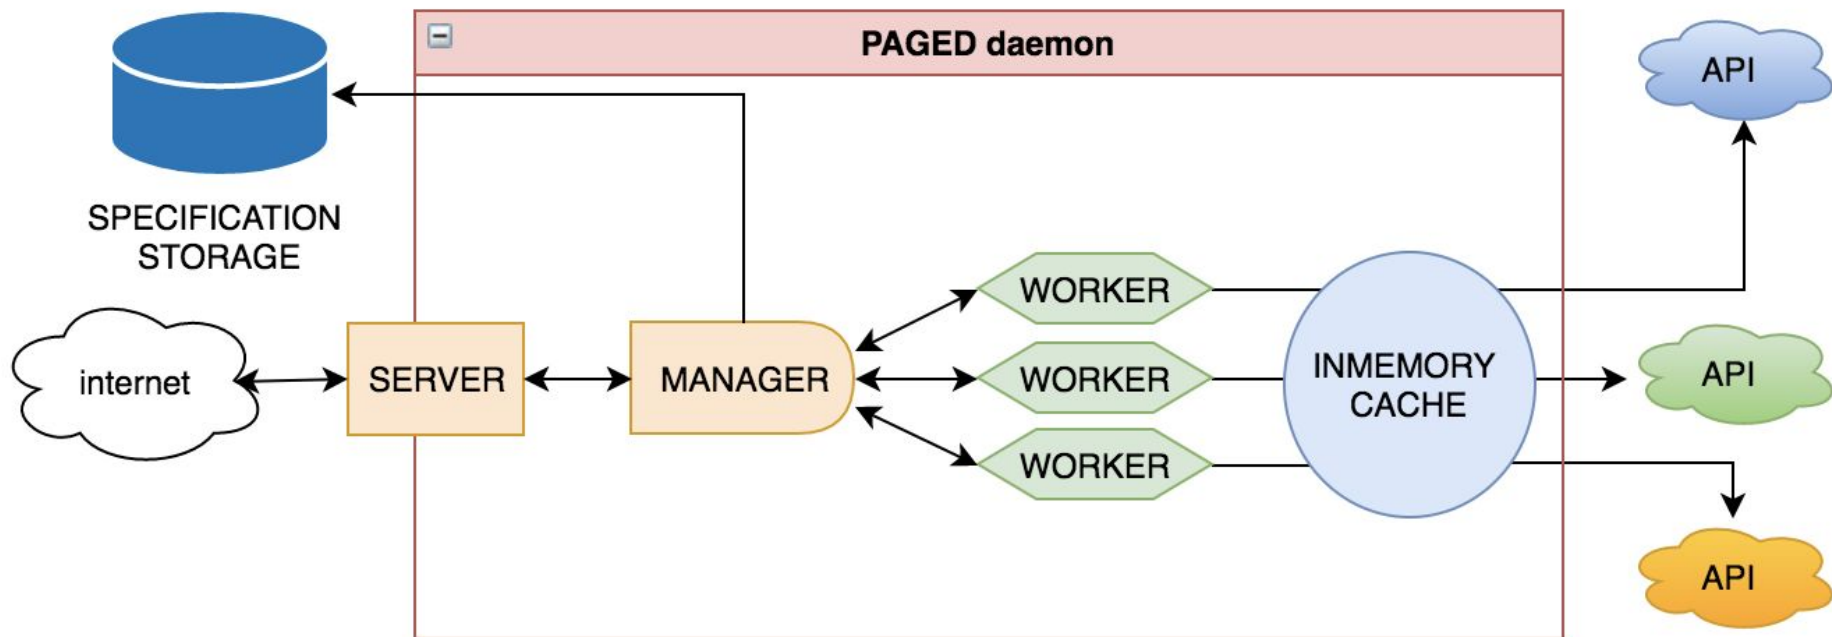 PAGED daemon
API
SPECIFICATION
STORAGE
WORKER
internet
SERVER
MANAGER
WORKER
INMEMORY
CACHE
API
WORKER
API